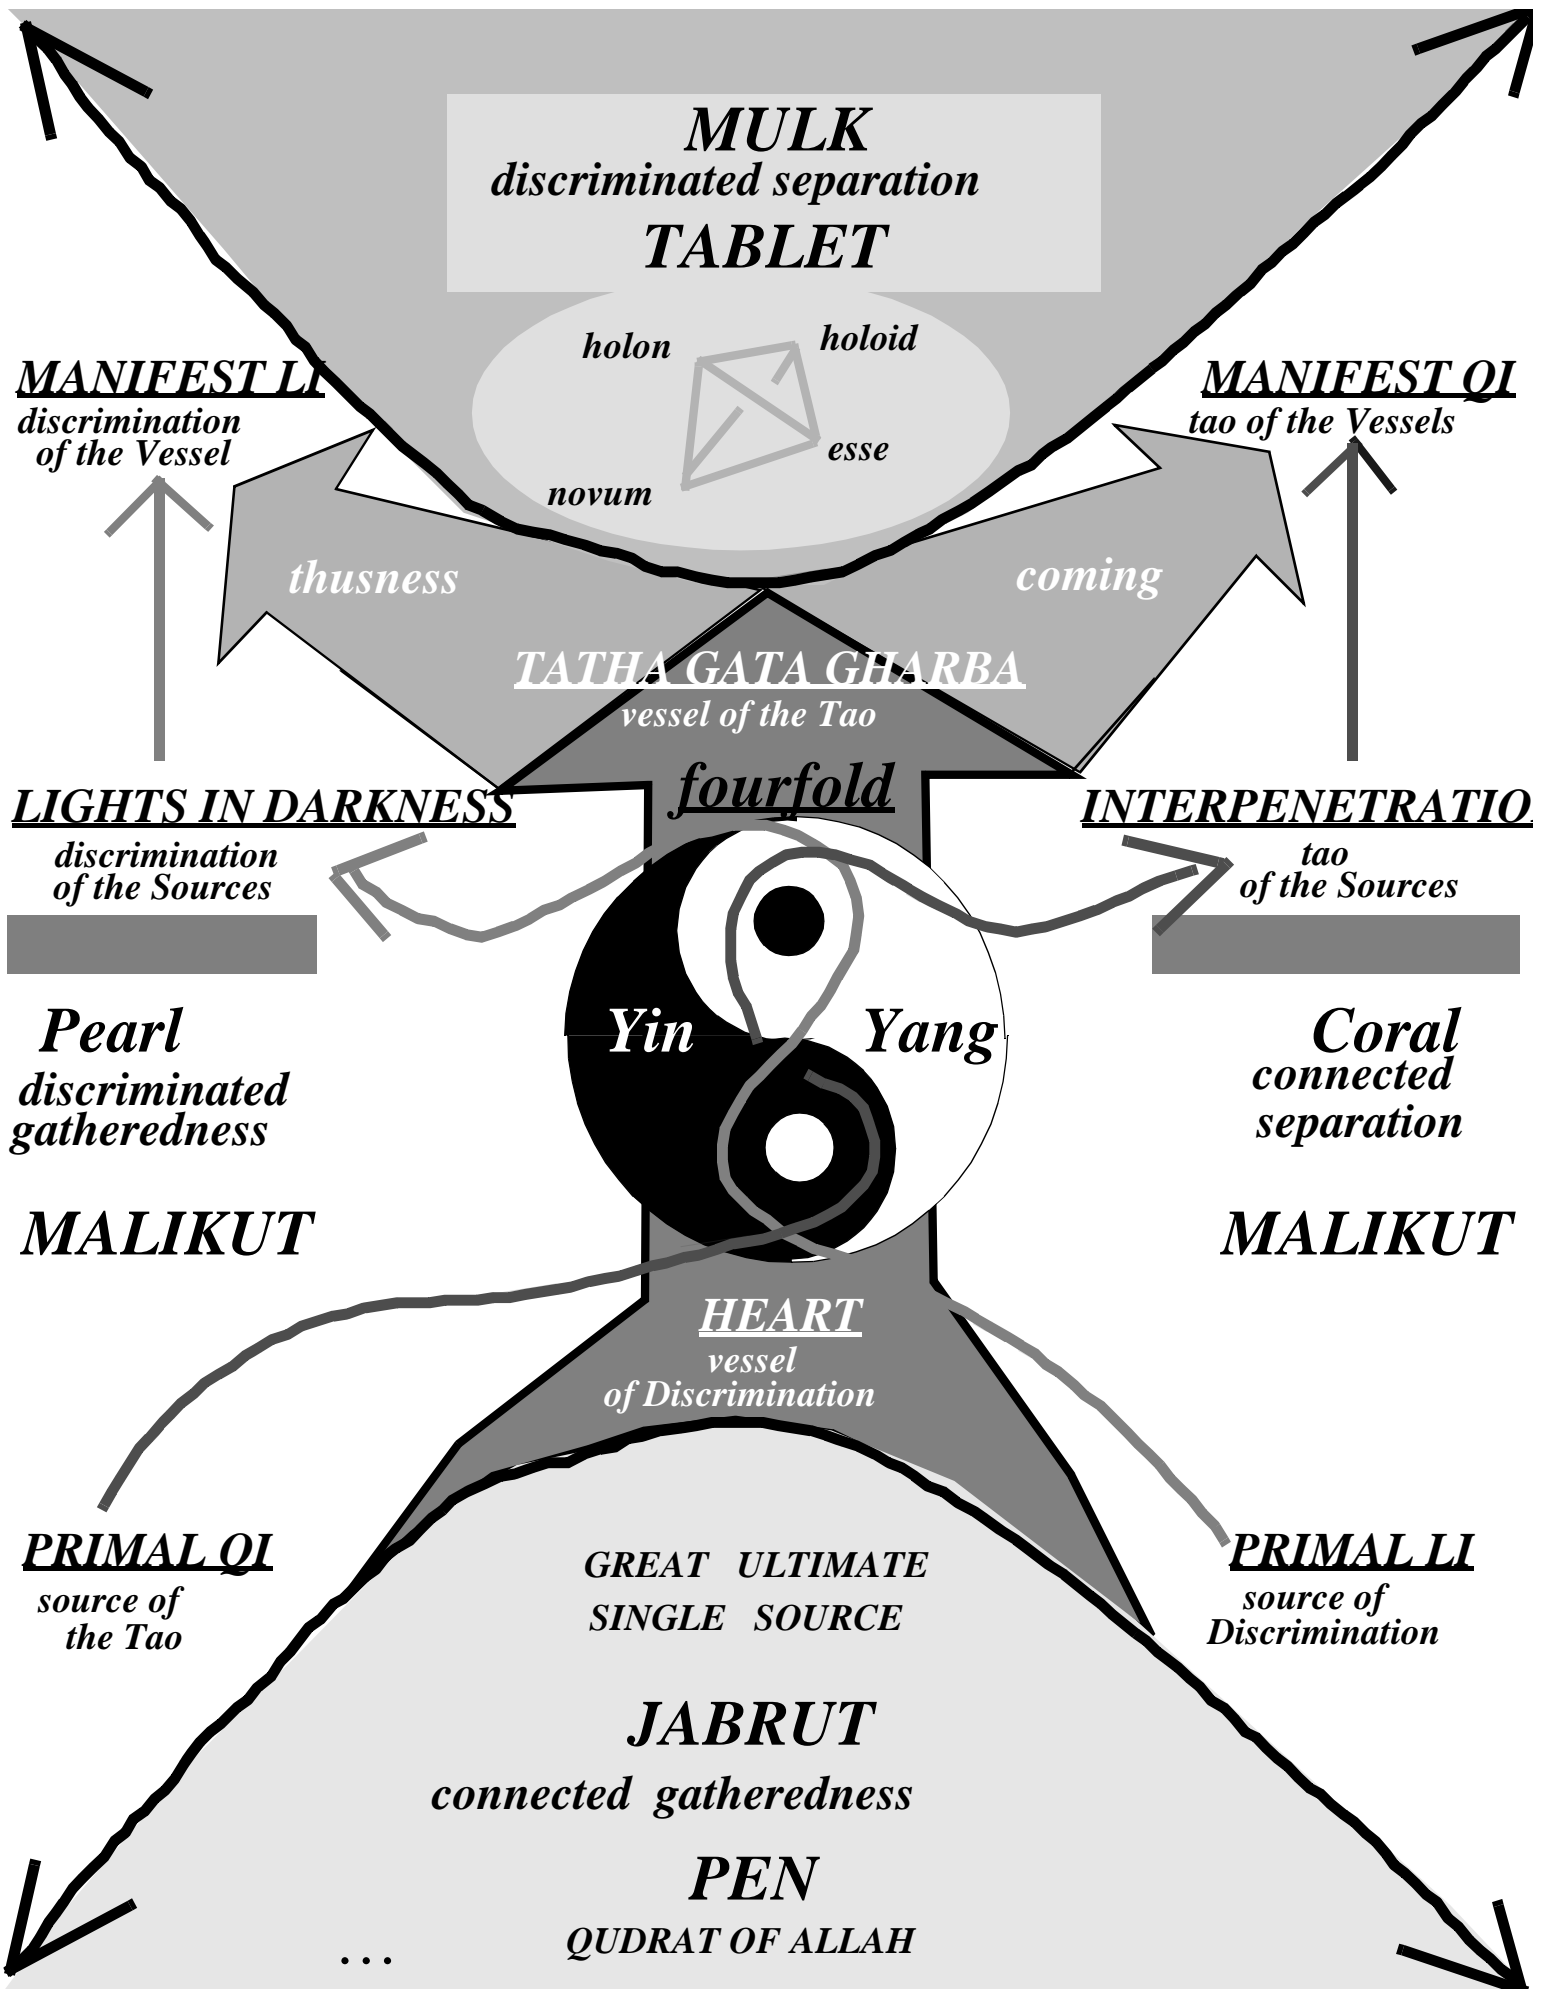 MULK
discriminated separation
TABLET
holon
holoid
esse
novum
MANIFEST LI
discrimination
of the Vessel
MANIFEST QI
tao of the Vessels
thusness
coming
TATHA GATA GHARBA
vessel of the Tao
fourfold
LIGHTS IN DARKNESS
discrimination
of the Sources
INTERPENETRATIO
tao
of the Sources
Yin
Yang
Pearl
discriminated
gatheredness
MALIKUT
Coral
connected
separation
MALIKUT
HEART
vessel
of Discrimination
PRIMAL QI
source of
the Tao
PRIMAL LI
source of
Discrimination
GREAT ULTIMATE
SINGLE SOURCE
JABRUT
connected gatheredness
PEN
QUDRAT OF ALLAH
...